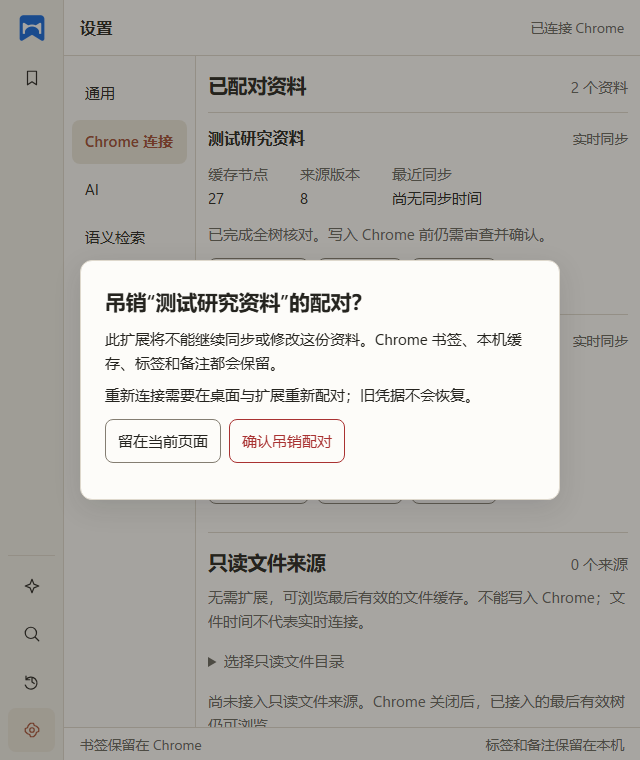 设置
已连接 Chrome
通用
Chrome 连接
AI
语义检索
已配对资料
2 个资料
测试研究资料
实时同步
缓存节点
来源版本
最近同步
27
8
尚无同步时间
已完成全树核对。写入 Chrome 前仍需审查并确认。
实时同步
吊销“测试研究资料”的配对？
此扩展将不能继续同步或修改这份资料。Chrome 书签、本机缓
存、标签和备注都会保留。
重新连接需要在桌面与扩展重新配对；旧凭据不会恢复。
留在当前页面
确认吊销配对
只读文件来源
0 个来源
无需扩展，可浏览最后有效的文件缓存。不能写入 Chrome；文
件时间不代表实时连接。
选择只读文件目录
尚未接入只读文件来源。Chrome 关闭后，已接入的最后有效树
仍可浏览
书签保留在 Chrome
标签和备注保留在本机